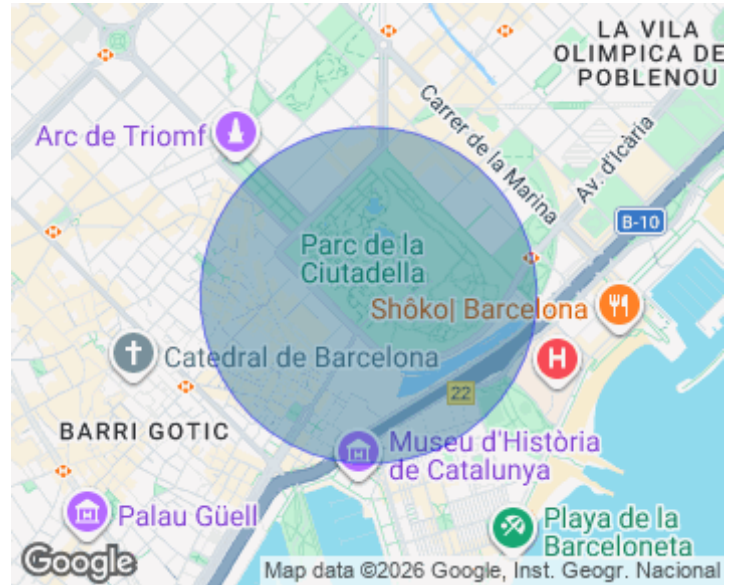 LA VILA
OLIMPICA DE
POBLENOU
Arc de Triomf
Carrer de la Marina
Av. d'Icària
B-10
Parc de la
Ciutadella
Shôko| Barcelona
Catedral de Barcelona
H
22
BARRI GOTIC
Museu d'Història
de Catalunya
Palau Güell
Playa de la
Barceloneta
Google
Map data ©2026 Google, Inst. Geogr. Nacional